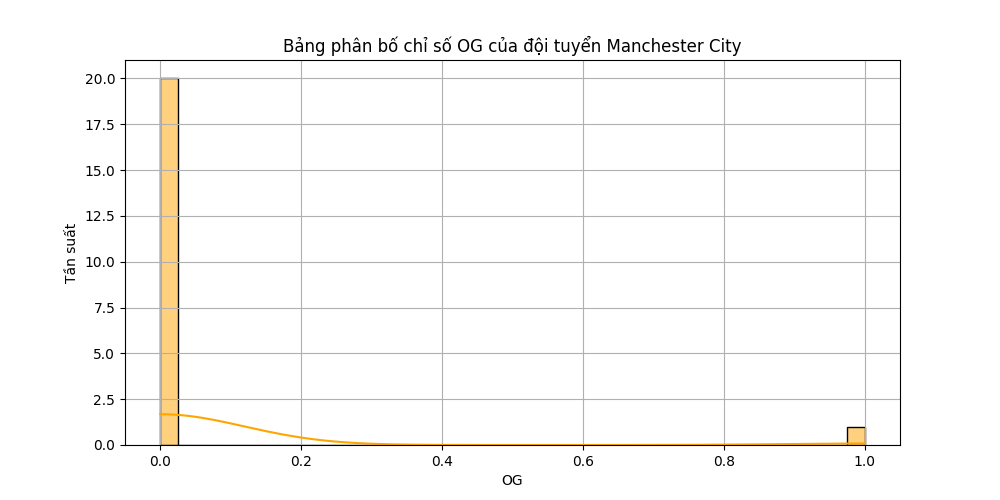 Bảng phân bố chỉ số OG của đội tuyển Manchester City
Tần suất
20.0
17.5
15.0
12.5
10.0
7.5
5.0
2.5
0.0
0.0 0.2 0.4 0.6 0.8 1.0
OG